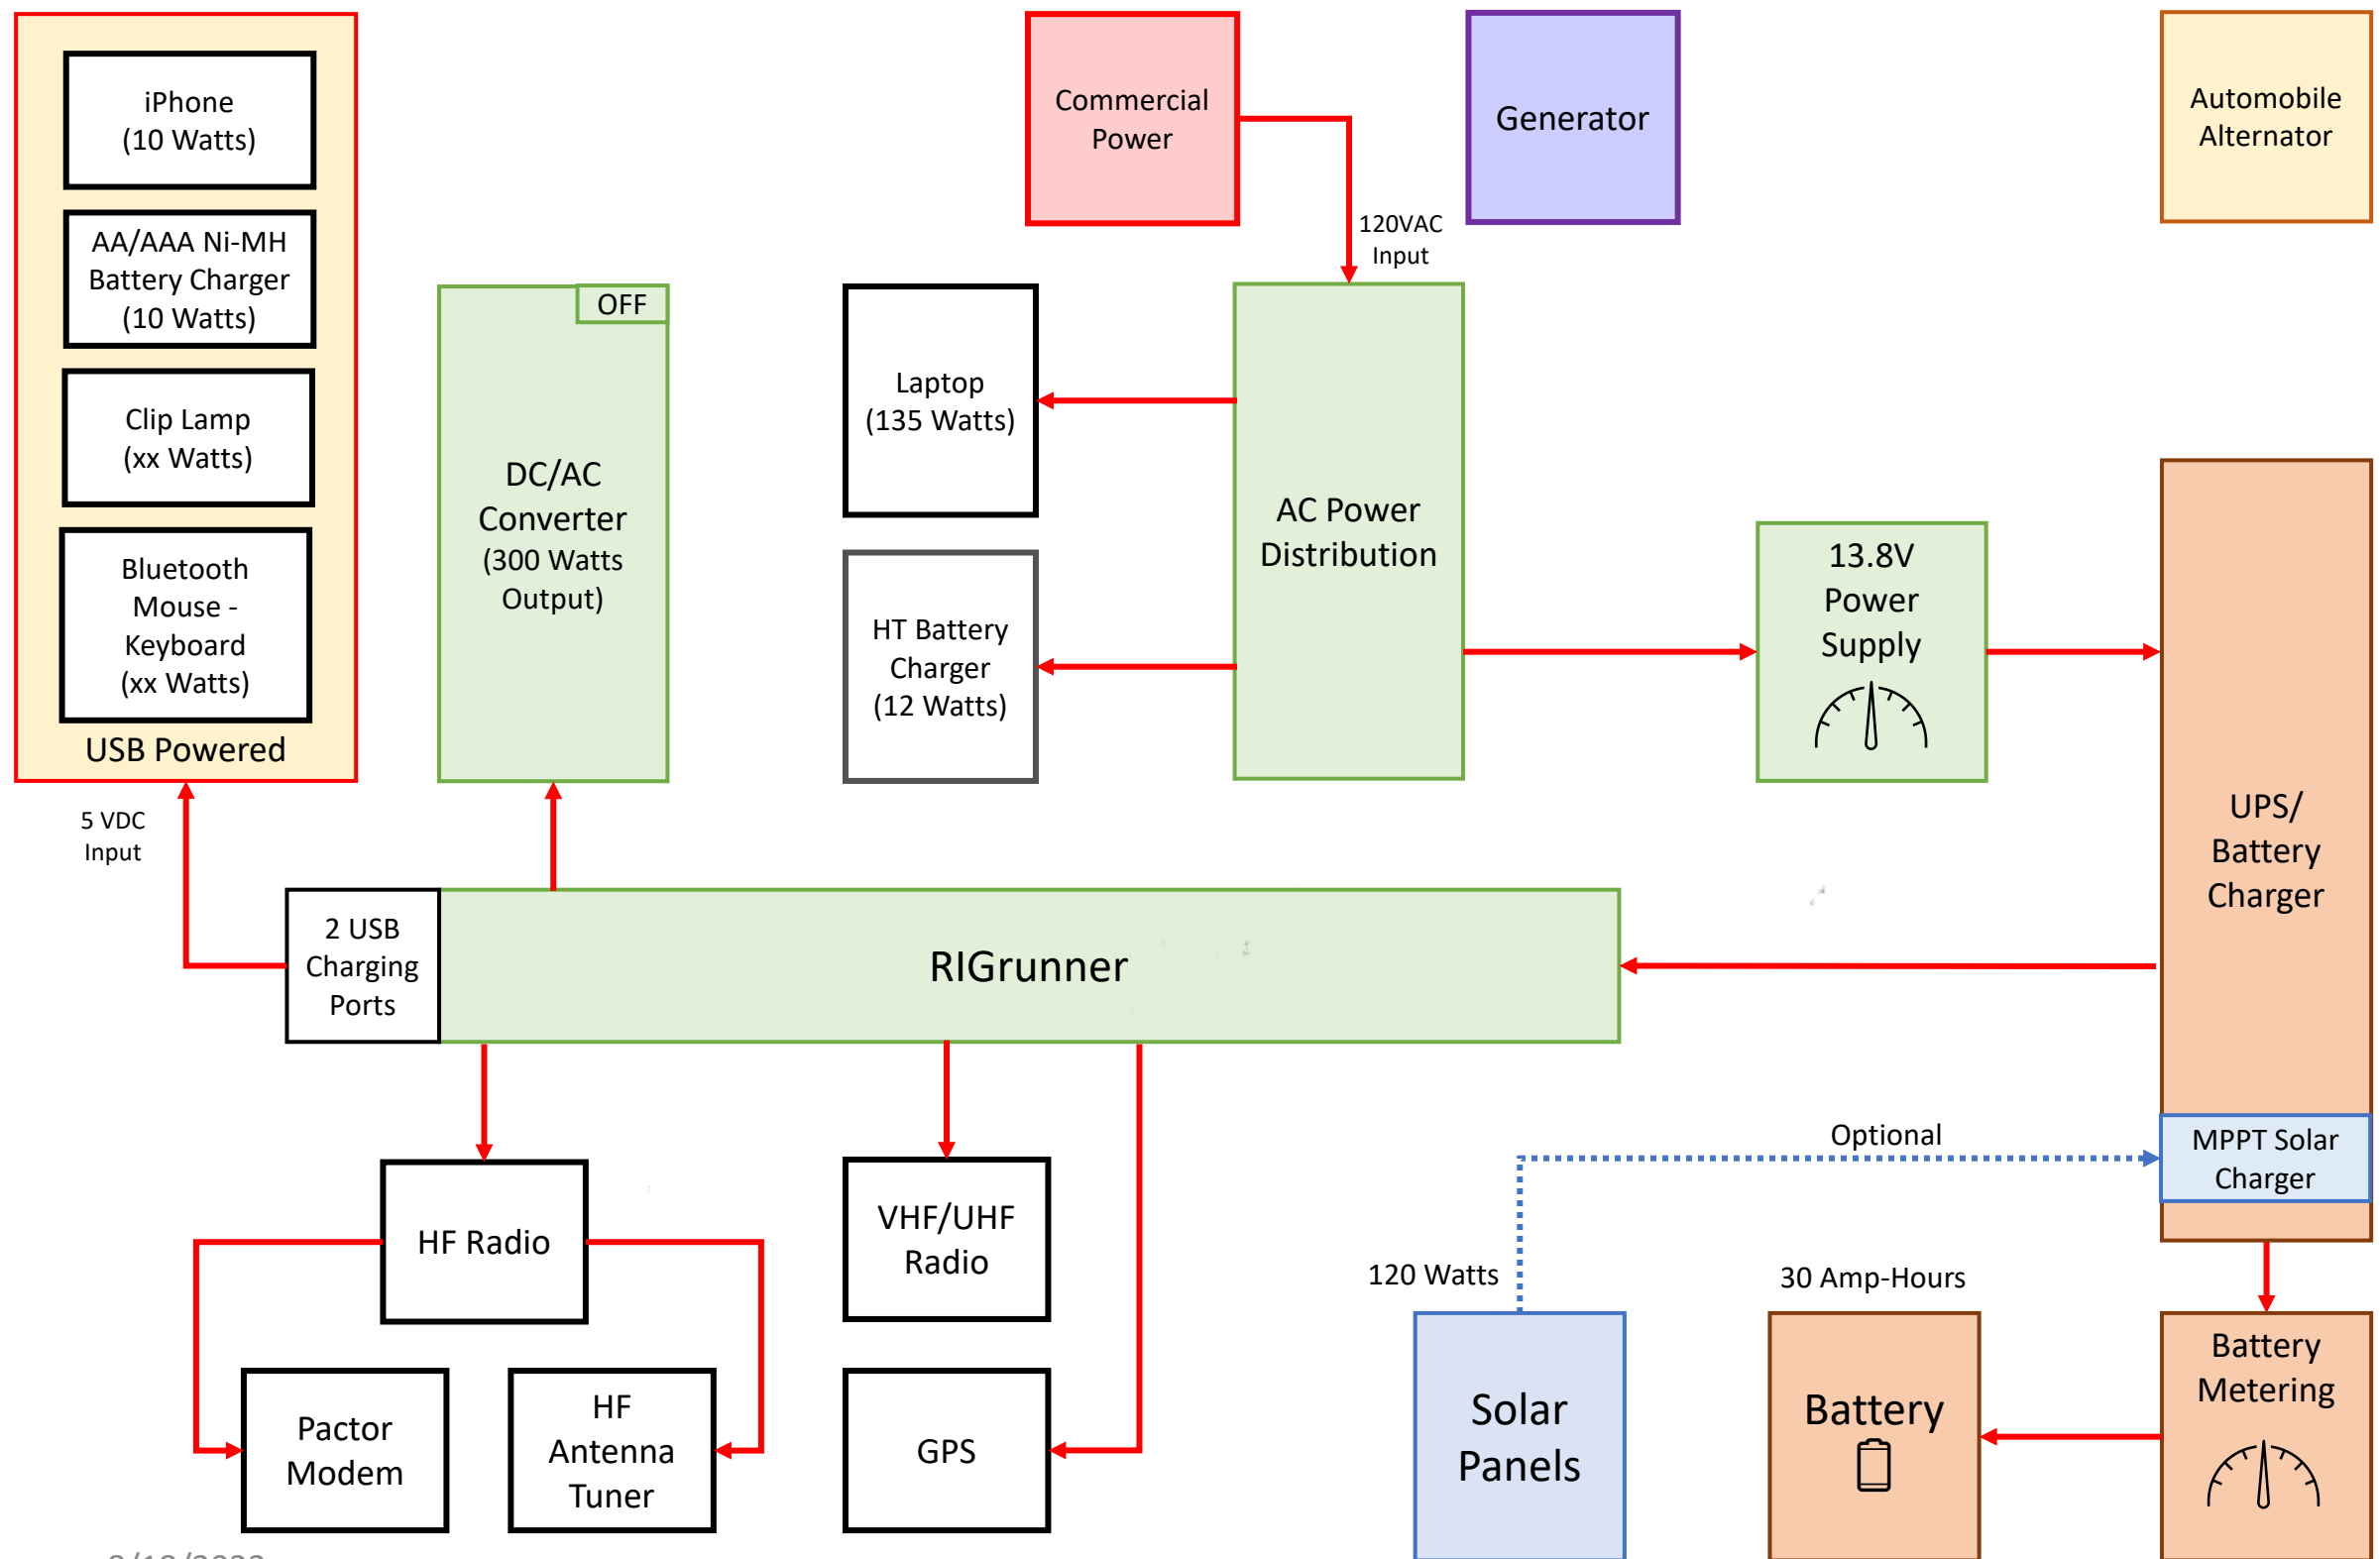 iPhone
(10 Watts)
AA/AAA Ni-MH
Battery Charger
(10 Watts)
Clip Lamp
(xx Watts)
Bluetooth
Mouse -
Keyboard
(xx Watts)
USB Powered
5 VDC
Input
OFF
DC/AC
Converter
(300 Watts
Output)
Commercial
Power
120VAC
Input
Generator
Automobile
Alternator
Laptop
(135 Watts)
HT Battery
Charger
(12 Watts)
AC Power
Distribution
13.8V
Power
Supply
UPS/
Battery
Charger
2 USB
Charging
Ports
RIGrunner
MPPT Solar
Charger
Optional
HF Radio
VHF/UHF
Radio
120 Watts
30 Amp-Hours
Pactor
Modem
HF
Antenna
Tuner
GPS
Solar
Panels
Battery
Battery
Metering